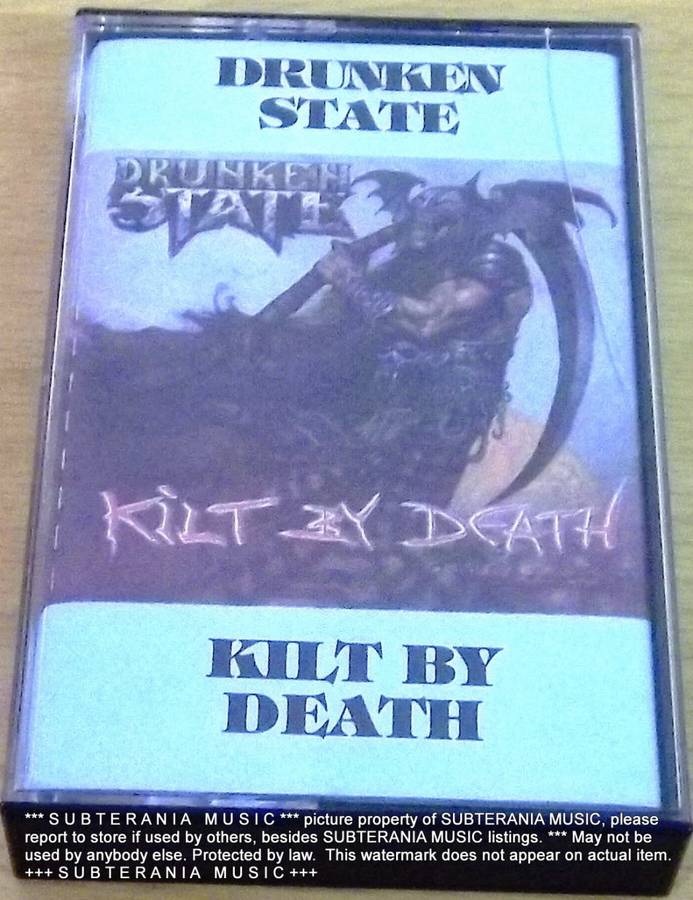 DRUNKEN
STATE
DRUNKEN
STATE
KiLT BY DEATH
KILT BY
DEATH
*** S U B T E R A N I A M U S I C *** picture property of SUBTERANIA MUSIC, please
report to store if used by others, besides SUBTERANIA MUSIC listings. *** May not be
used by anybody else. Protected by law. This watermark does not appear on actual item.
+++ S U B T E R A N I A M U S I C +++